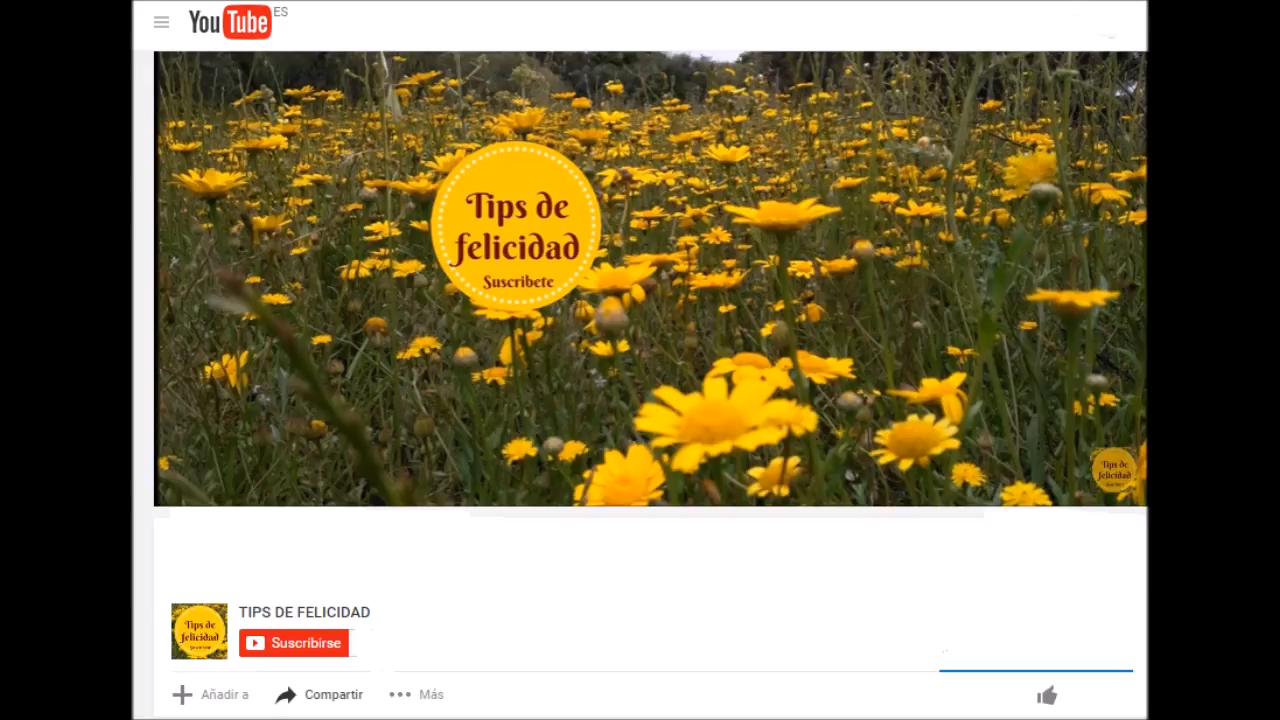 YouTube ES
Tips de
felicidad
Suscribete
Tips de
felicidad
TIPS DE FELICIDAD
Tips de
felicidad
Suscribirse
Añadir a
Compartir
Más